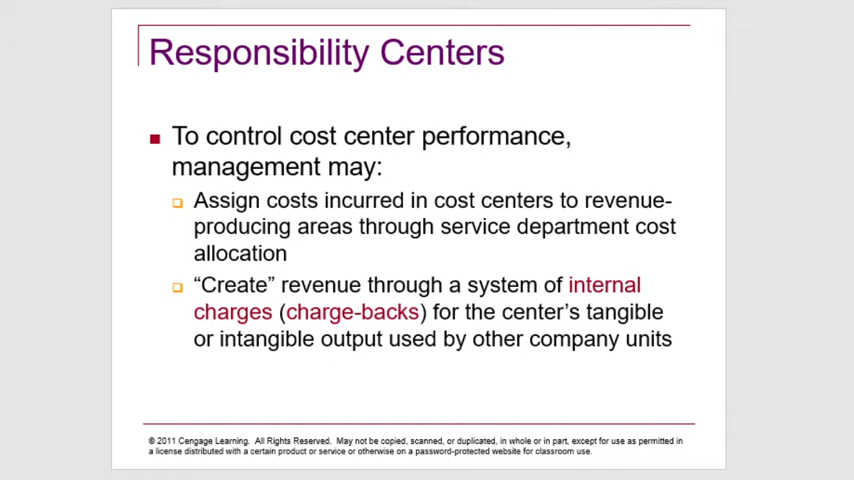 Responsibility Centers
To control cost center performance,
management may:
Assign costs incurred in cost centers to revenue-
producing areas through service department cost
allocation
“Create” revenue through a system of internal
charges (charge-backs) for the center’s tangible
or intangible output used by other company units
© 2011 Cengage Learning. All Rights Reserved. May not be copied, scanned, or duplicated, in whole or in part, except for use as permitted in
a license distributed with a certain product or service or otherwise on a password-protected website for classroom use.